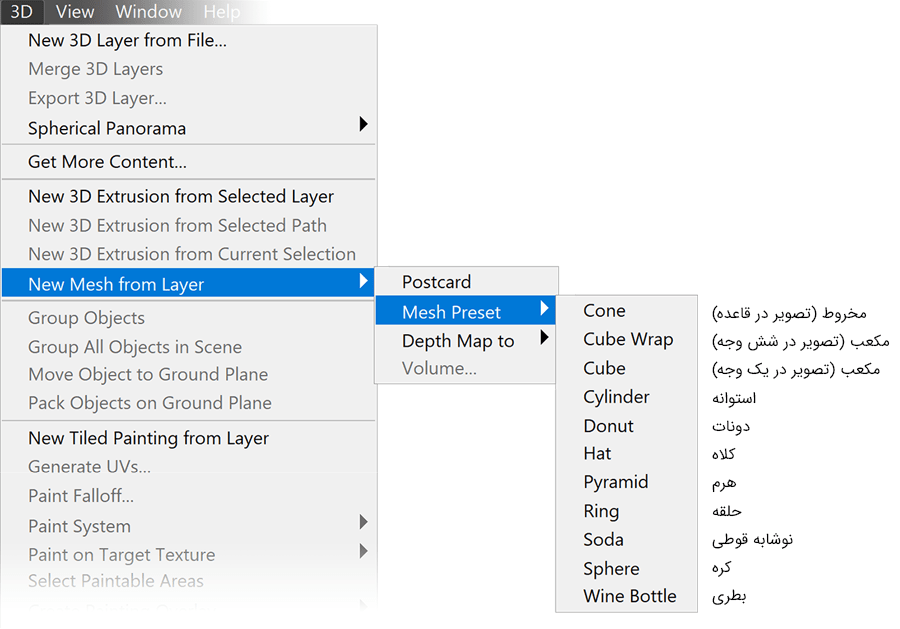 3D View Window Help
New 3D Layer from File...
Merge 3D Layers
Export 3D Layer...
Spherical Panorama
Get More Content...
New 3D Extrusion from Selected Layer
New 3D Extrusion from Selected Path
New 3D Extrusion from Current Selection
New Mesh from Layer
Group Objects
Group All Objects in Scene
Move Object to Ground Plane
Pack Objects on Ground Plane
New Tiled Painting from Layer
Generate UVs...
Paint Falloff...
Paint System
Paint on Target Texture
Select Paintable Areas
Postcard
Mesh Preset
Depth Map to
Volume...
Cone مخروط (تصویر در قاعده)
Cube Wrap مکعب (تصویر در شش وجه)
Cube مکعب (تصویر در یک وجه)
Cylinder استوانه
Donut دونات
Hat کلاه
Pyramid هرم
Ring حلقه
Soda نوشابه قوطی
Sphere کره
Wine Bottle بطری